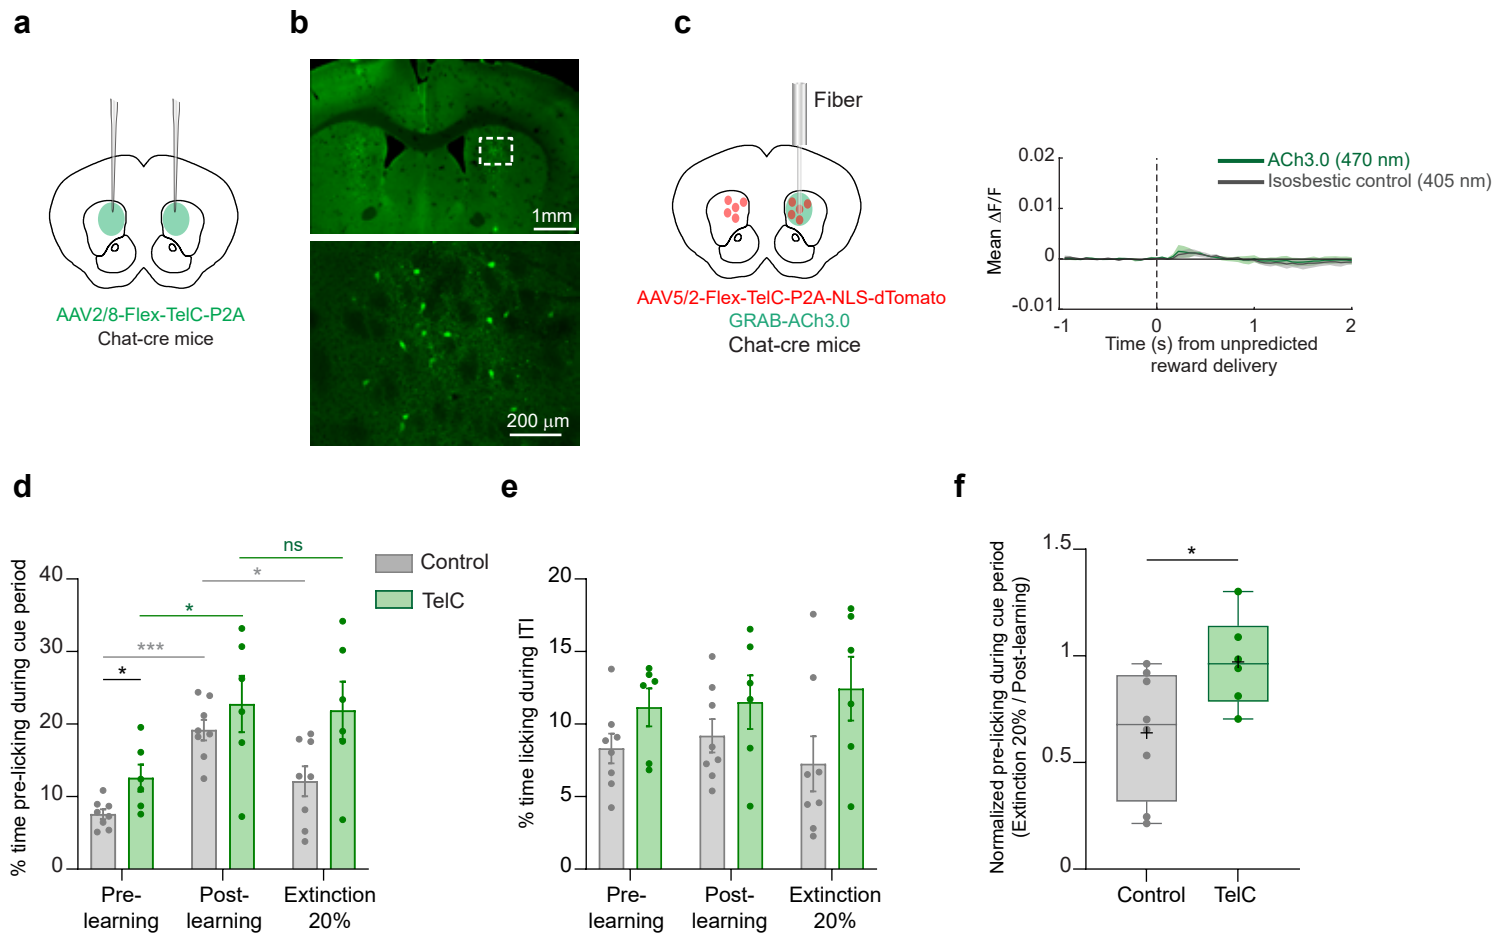 a
b
c
AAV2/8-Flex-TelC-P2A
Chat-cre mice
1mm
200 μm
Fiber
AAV5/2-Flex-TelC-P2A-NLS-dTomato
GRAB-ACh3.0
Chat-cre mice
Mean ΔF/F
0.02
0.01
0
-0.01
ACh3.0 (470 nm)
Isosbestic control (405 nm)
-1
0
1
2
Time (s) from unpredicted
reward delivery
d
% time pre-licking during cue period
40
30
20
10
0
*
***
*
*
ns
Control
TelC
Pre-
learning
Post-
learning
Extinction
20%
e
% time licking during ITI
20
15
10
5
0
Pre-
learning
Post-
learning
Extinction
20%
f
Normalized pre-licking during cue period
(Extinction 20% / Post-learning)
1.5
1
0.5
0
*
Control
TelC